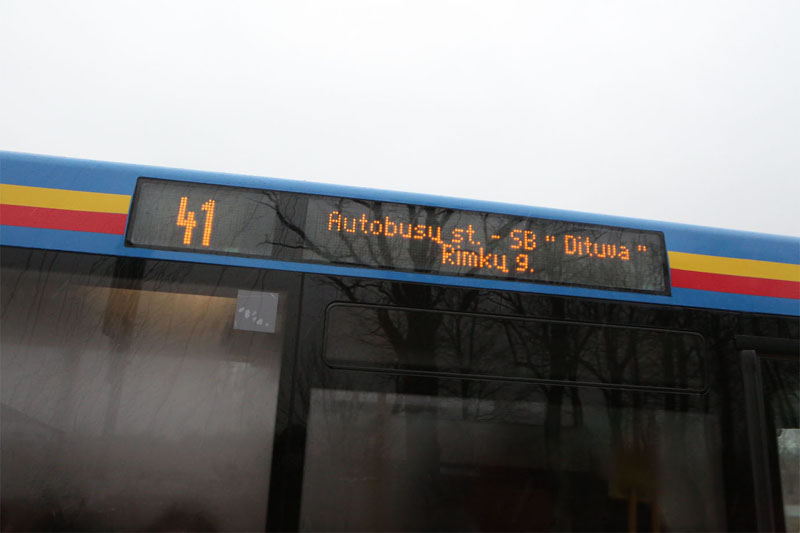 41
Autobusų st. - SB " Dituva "
Rimkų g.